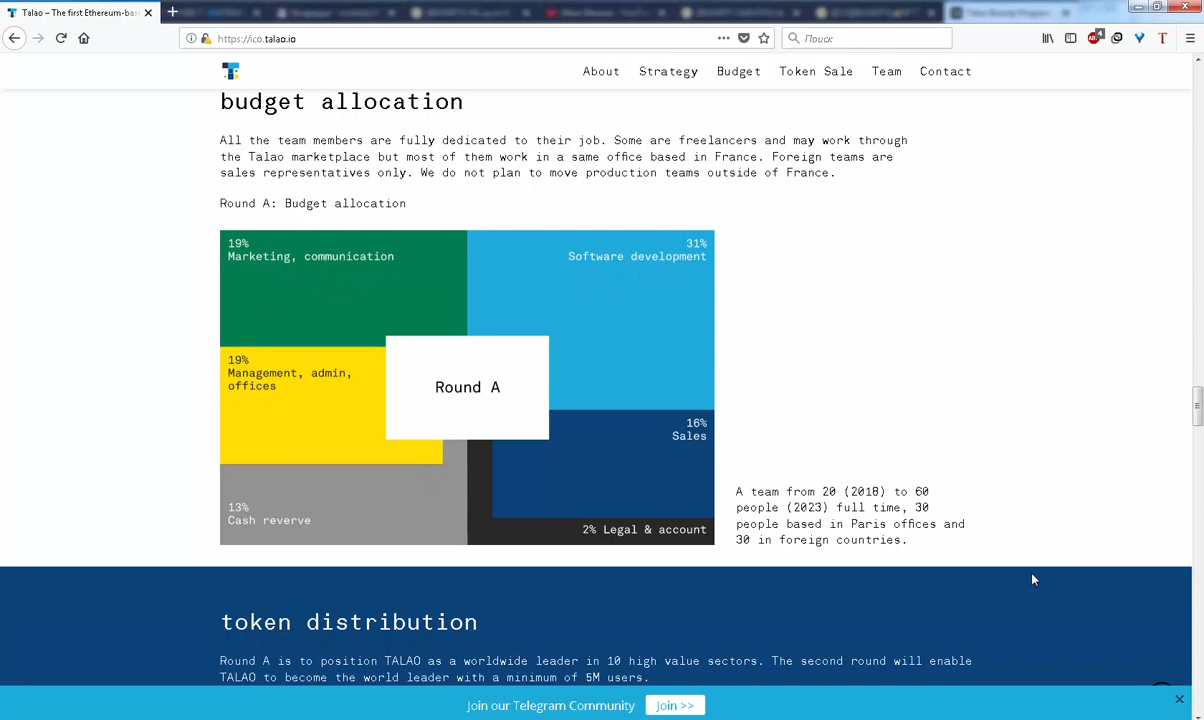 Talao – The first Ethereum-bas
https://ico.talao.io
Поиск
4
About Strategy Budget Token Sale Team Contact
budget allocation
All the team members are fully dedicated to their job. Some are freelancers and may work through
the Talao marketplace but most of them work in a same office based in France. Foreign teams are
sales representatives only. We do not plan to move production teams outside of France.
Round A: Budget allocation
19%
Marketing, communication
31%
Software development
19%
Management, admin,
offices
Round A
16%
Sales
13%
Cash reverve
2% Legal & account
A team from 20 (2018) to 60
people (2023) full time, 30
people based in Paris offices and
30 in foreign countries.
token distribution
Round A is to position TALAO as a worldwide leader in 10 high value sectors. The second round will enable
TALAO to become the world leader with a minimum of 5M users.
Join our Telegram Community Join >>